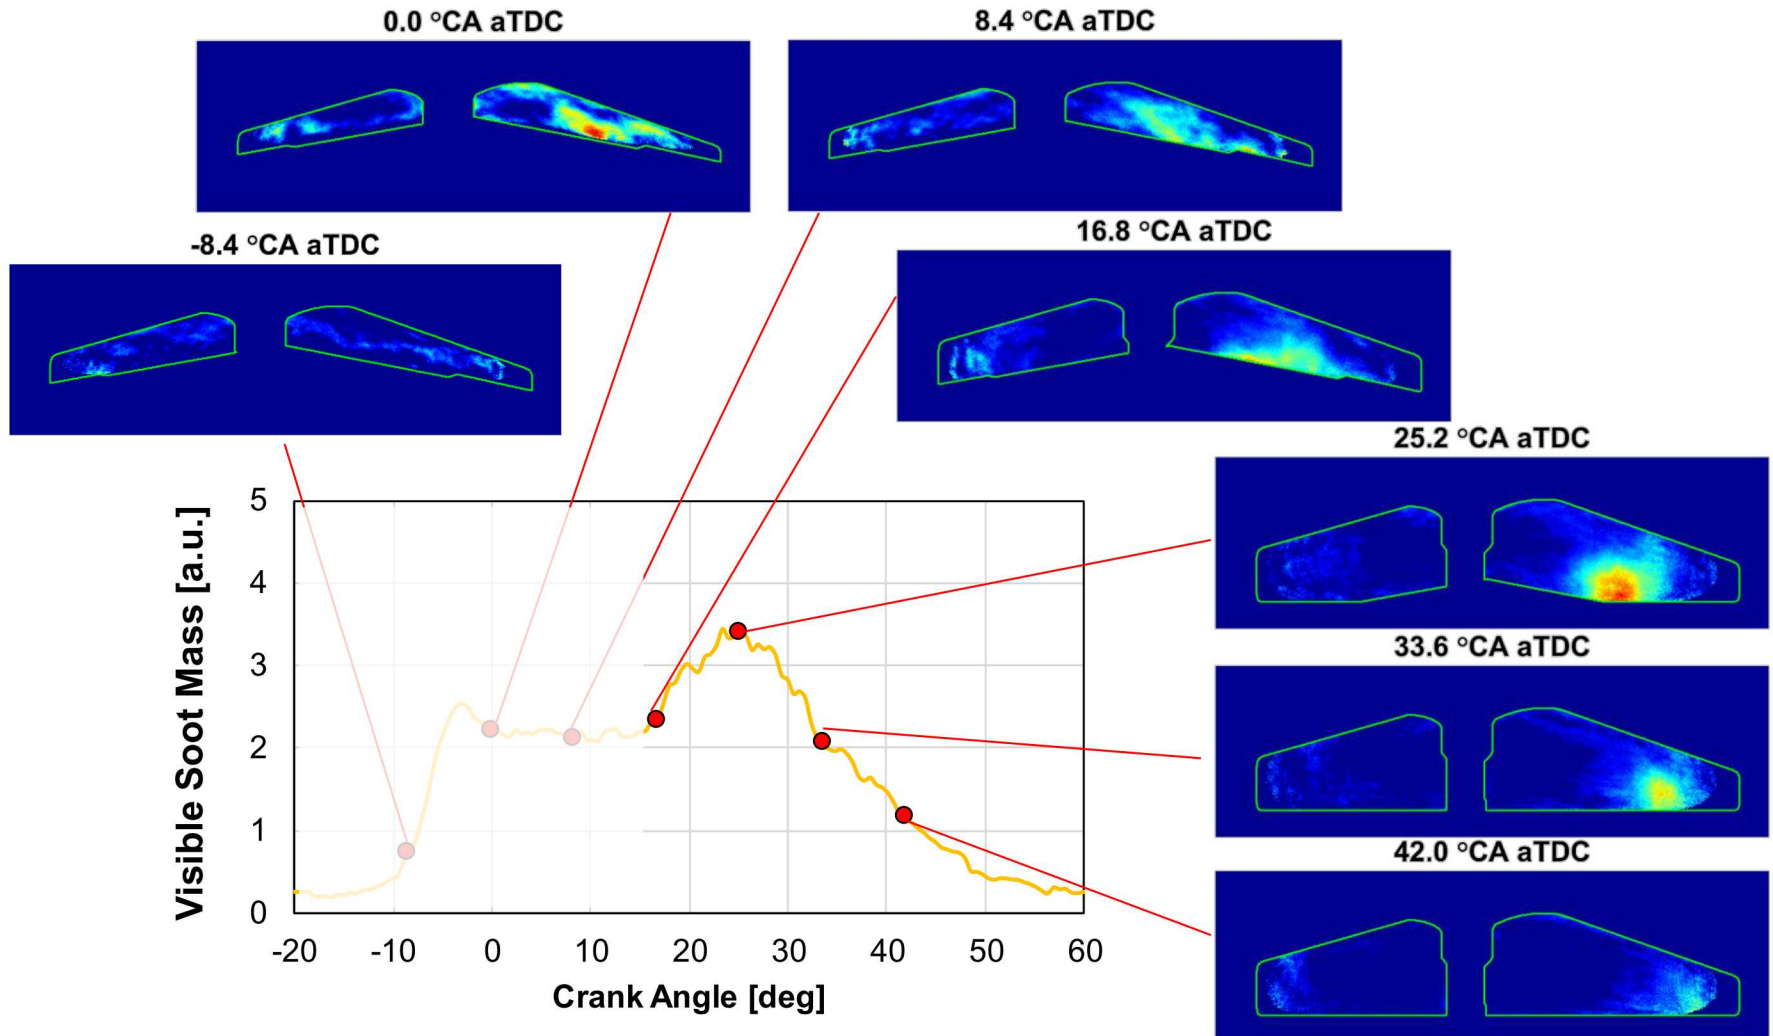 0.0 °CA aTDC
8.4 °CA aTDC
-8.4 °CA aTDC
16.8 °CA aTDC
25.2 °CA aTDC
33.6 °CA aTDC
42.0 °CA aTDC
Visible Soot Mass [a.u.]
5
4
3
2
1
0
-20 -10 0 10 20 30 40 50 60
Crank Angle [deg]